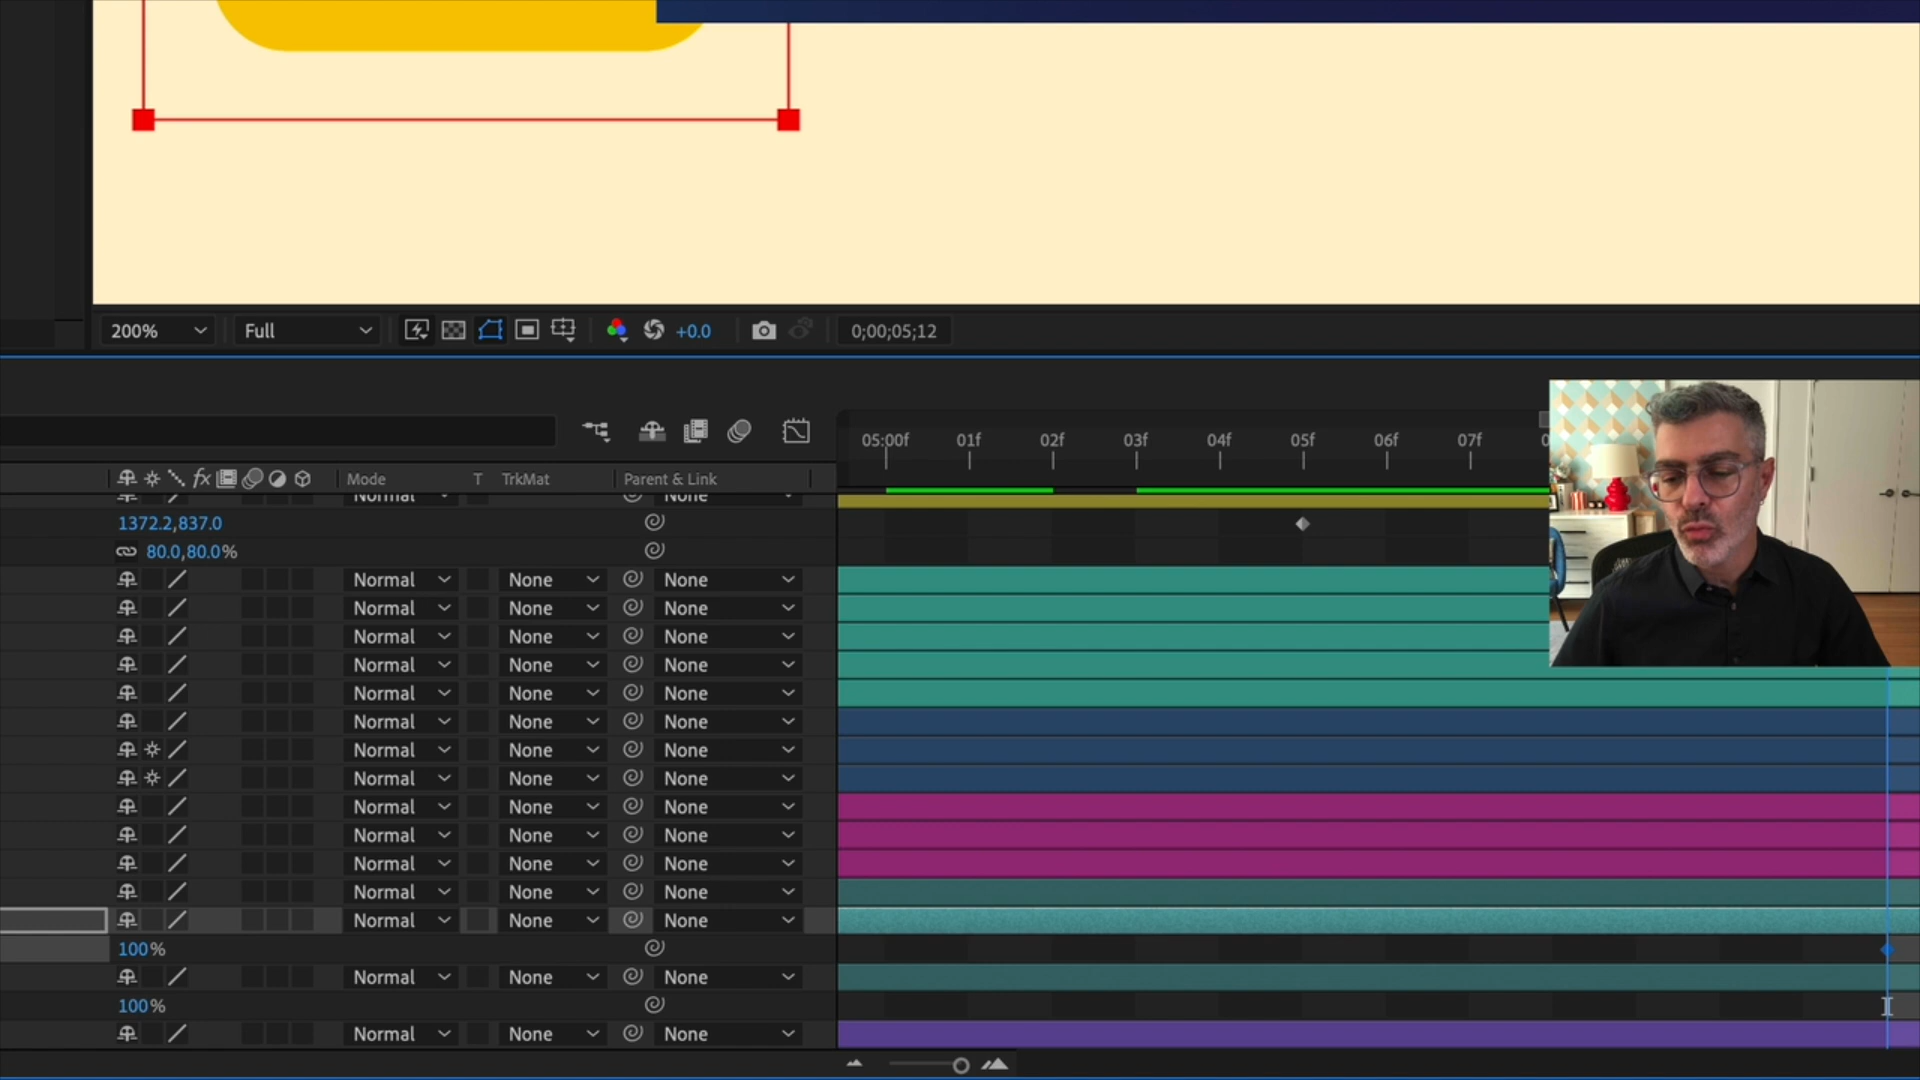 200% Full +0.0 0;00;05;12
05:00f 01f 02f 03f 04f 05f 06f 07f 0
fx Mode T TrkMat Parent & Link
Normal None
1372.2,837.0
80.0,80.0%
Normal None None
Normal None None
Normal None None
Normal None None
Normal None None
Normal None None
Normal None None
Normal None None
Normal None None
Normal None None
Normal None None
Normal None None
Normal None None
100%
Normal None None
100%
Normal None None